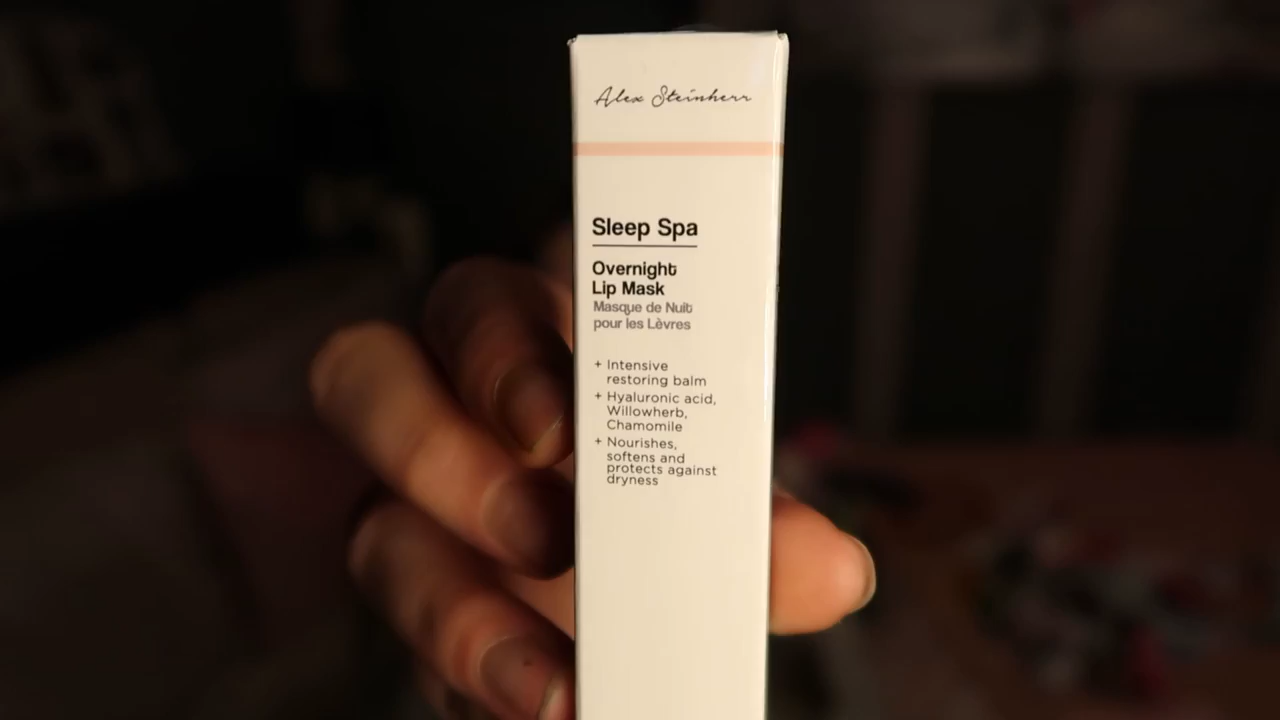 Alex Steinherr
Sleep Spa
Overnight
Lip Mask
Masque de Nuit
pour les Lèvres
+ Intensive
restoring balm
+ Hyaluronic acid,
Willowherb,
Chamomile
+ Nourishes,
softens and
protects against
dryness